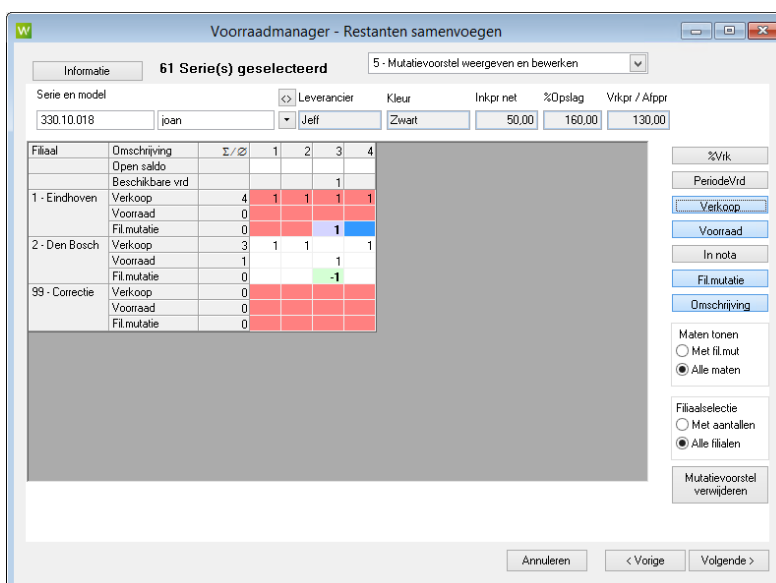 W Voorraadmanager - Restanten samenvoegen
Informatie 61 Serie(s) geselecteerd 5 - Mutatievoorstel weergeven en bewerken
Serie en model <> Leverancier Kleur Inkpr net %Opslag Vrkpr / Afppr
330.10.018 joan Jeff Zwart 50,00 160,00 130,00
Filiaal Omschrijving Σ/Ø 1 2 3 4
Open saldo
Beschikbare vrd 1
1 - Eindhoven Verkoop 4 1 1 1 1
Voorraad 0
Fil.mutatie 0 1
2 - Den Bosch Verkoop 3 1 1 1
Voorraad 1 1
Fil.mutatie 0 -1
99 - Correctie Verkoop 0
Voorraad 0
Fil.mutatie 0
%Vrk
PeriodeVrd
Verkoop
Voorraad
In nota
Fil.mutatie
Omschrijving
Maten tonen
Met fil.mut
Alle maten
Filiaalselectie
Met aantallen
Alle filialen
Mutatievoorstel
verwijderen
Annuleren < Vorige Volgende >